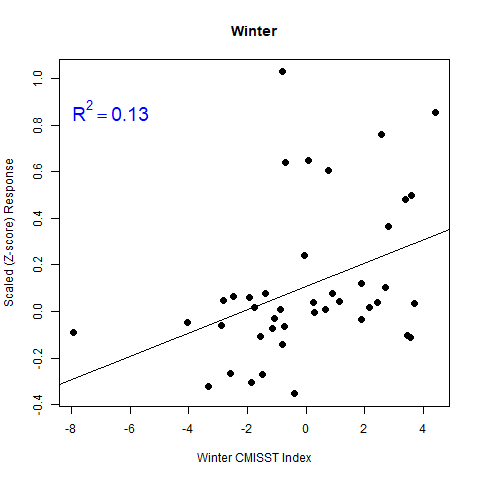 Winter
R² = 0.13
Scaled (Z-score) Response
1.0
0.8
0.6
0.4
0.2
0.0
-0.2
-0.4
-8 -6 -4 -2 0 2 4
Winter CMISST Index